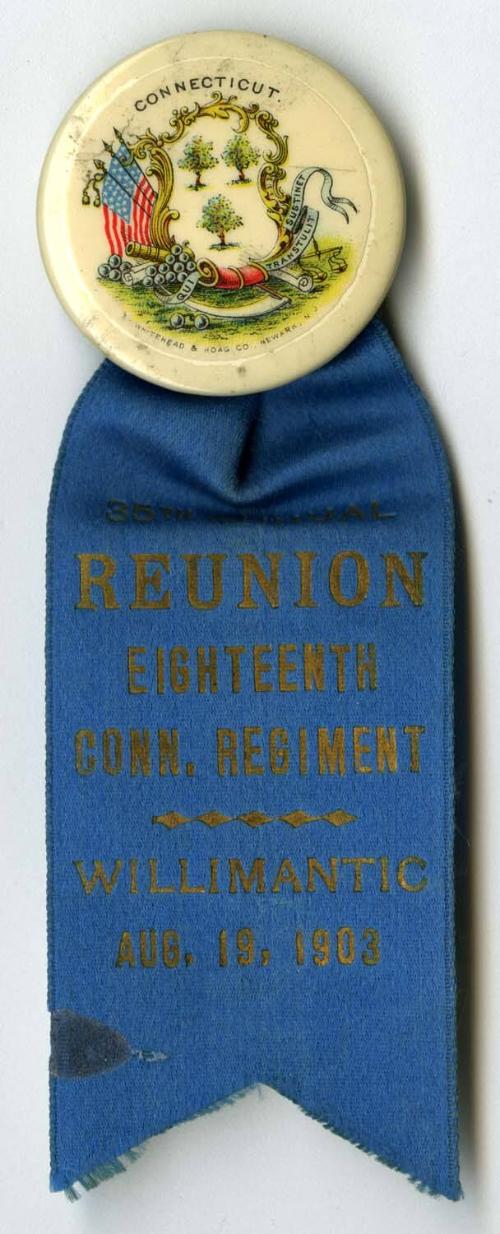 CONNECTICUT
QUI TRANSTULIT SUSTINET
WHITEHEAD & HOAG CO., NEWARK, N.J.
35TH ANNUAL
REUNION
EIGHTEENTH
CONN. REGIMENT
WILLIMANTIC
AUG. 19, 1903